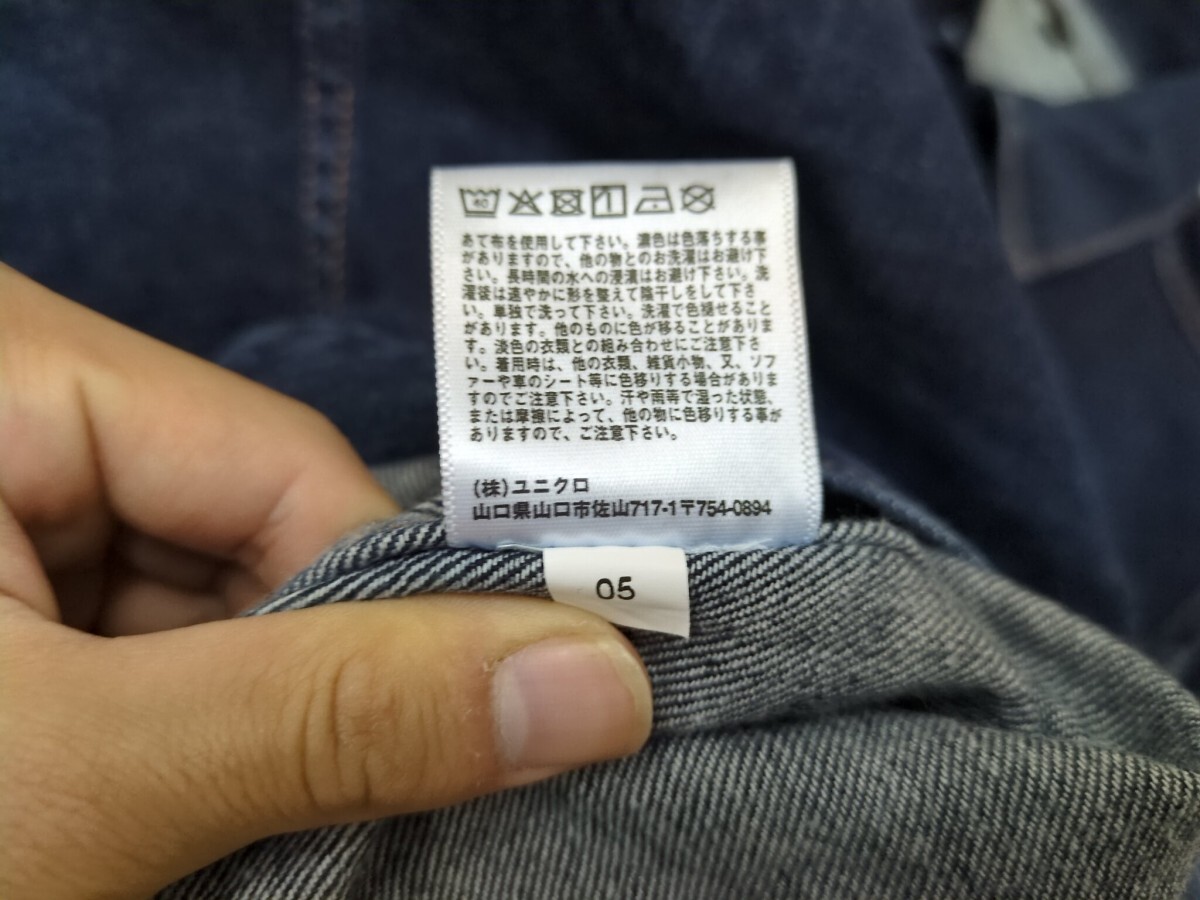 40
あて布を使用して下さい。濃色は色落ちする事
がありますので、他の物とのお洗濯はお避け下
さい。長時間の水への浸漬はお避け下さい。洗
濯後は速やかに形を整えて陰干しをして下さ
い。単独で洗って下さい。洗濯で色褪せること
があります。他のものに色が移ることがありま
す。淡色の衣類との組み合わせにご注意下さ
い。着用時は、他の衣類、雑貨小物、又、ソフ
ァーや車のシート等に色移りする場合がありま
すのでご注意下さい。汗や雨等で湿った状態、
または摩擦によって、他の物に色移りする事が
ありますので、ご注意下さい。
(株)ユニクロ
山口県山口市佐山717-1〒754-0894
05